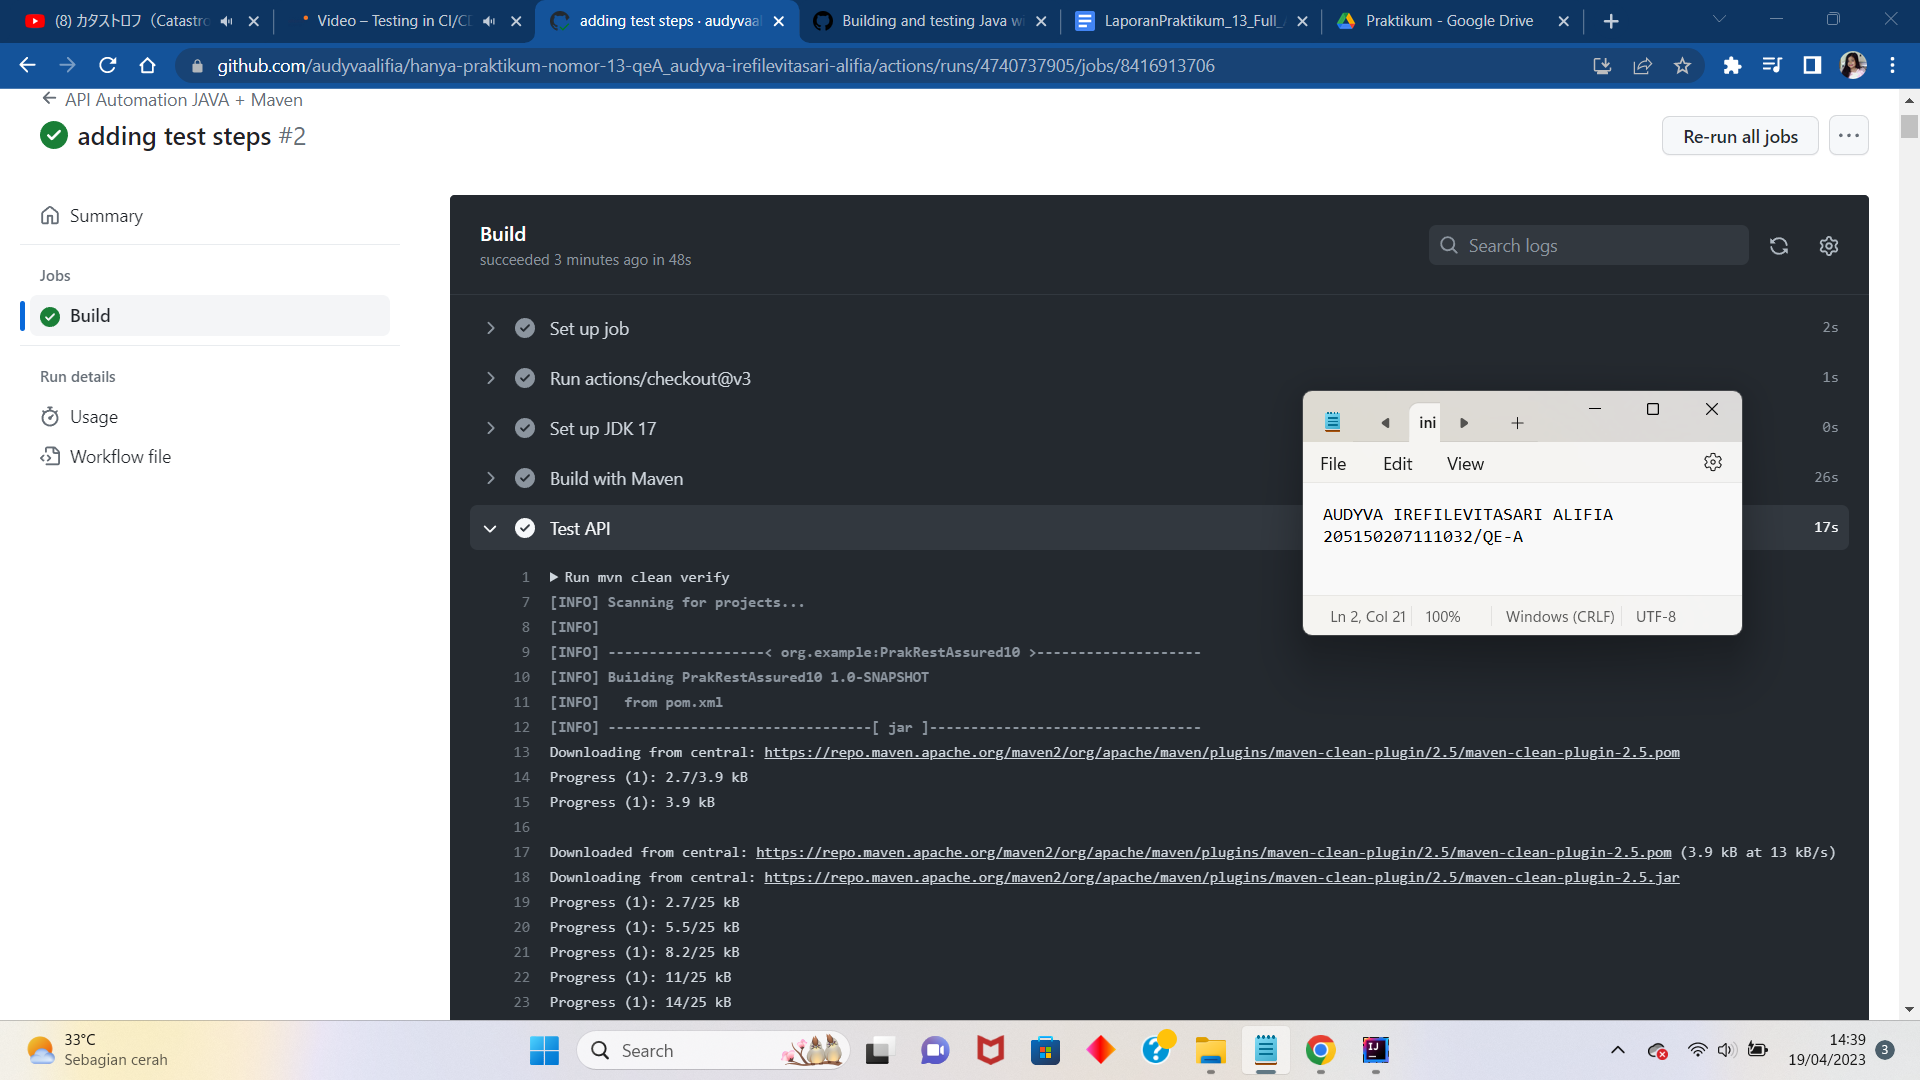 (8) カタストロフ (Catastro
Video – Testing in CI/CD
adding test steps · audyvaal
Building and testing Java wi
LaporanPraktikum_13_Full_
Praktikum - Google Drive
github.com/audyvaalifia/hanya-praktikum-nomor-13-qeA_audyva-irefilevitasari-alifia/actions/runs/4740737905/jobs/8416913706
API Automation JAVA + Maven
adding test steps #2
Re-run all jobs
Summary
Jobs
Build
Run details
Usage
Workflow file
Build
succeeded 3 minutes ago in 48s
Search logs
Set up job 2s
Run actions/checkout@v3 1s
Set up JDK 17 0s
Build with Maven 26s
Test API 17s
1 Run mvn clean verify
7 [INFO] Scanning for projects...
8 [INFO]
9 [INFO] -------------------< org.example:PrakRestAssured10 >--------------------
10 [INFO] Building PrakRestAssured10 1.0-SNAPSHOT
11 [INFO]   from pom.xml
12 [INFO] --------------------------------[ jar ]---------------------------------
13 Downloading from central: https://repo.maven.apache.org/maven2/org/apache/maven/plugins/maven-clean-plugin/2.5/maven-clean-plugin-2.5.pom
14 Progress (1): 2.7/3.9 kB
15 Progress (1): 3.9 kB
16
17 Downloaded from central: https://repo.maven.apache.org/maven2/org/apache/maven/plugins/maven-clean-plugin/2.5/maven-clean-plugin-2.5.pom (3.9 kB at 13 kB/s)
18 Downloading from central: https://repo.maven.apache.org/maven2/org/apache/maven/plugins/maven-clean-plugin/2.5/maven-clean-plugin-2.5.jar
19 Progress (1): 2.7/25 kB
20 Progress (1): 5.5/25 kB
21 Progress (1): 8.2/25 kB
22 Progress (1): 11/25 kB
23 Progress (1): 14/25 kB
ini
File Edit View
AUDYVA IREFILEVITASARI ALIFIA
205150207111032/QE-A
Ln 2, Col 21 100% Windows (CRLF) UTF-8
33°C
Sebagian cerah
Search
14:39
19/04/2023
3